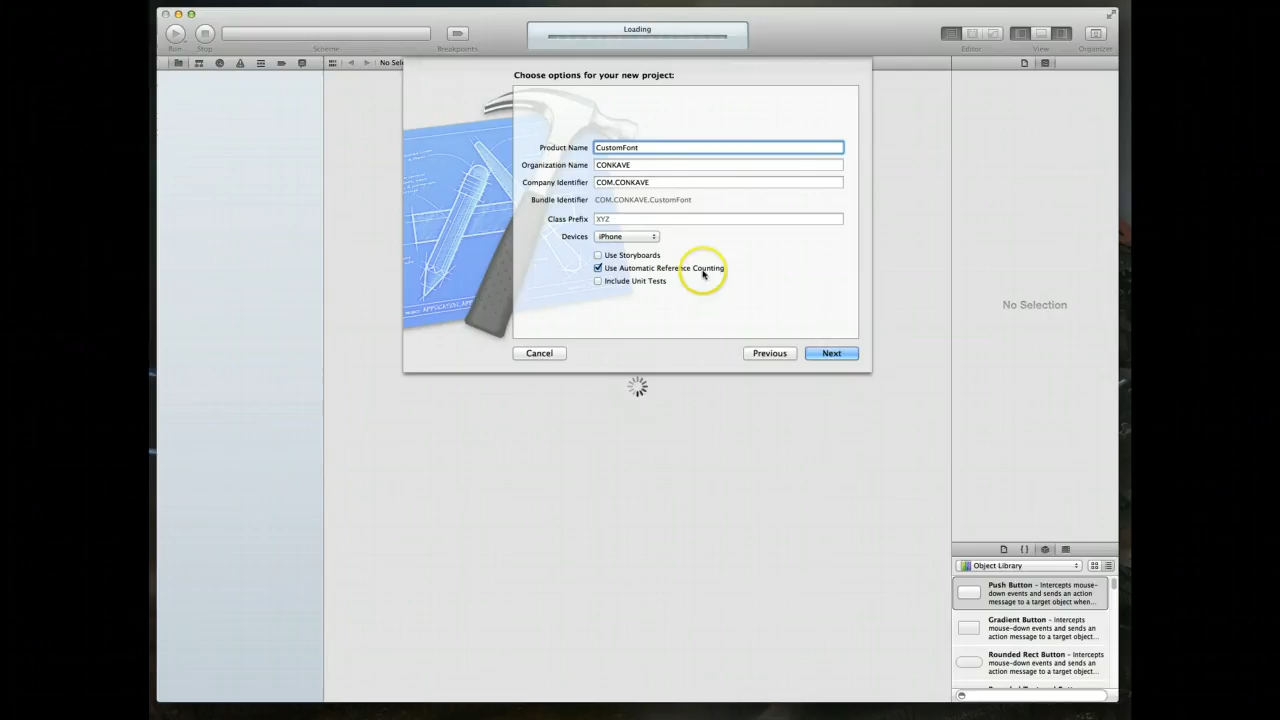 Loading
Run
Stop
Scheme
Breakpoints
Editor
View
Organizer
No Sele
Choose options for your new project:
Product Name CustomFont
Organization Name CONKAVE
Company Identifier COM.CONKAVE
Bundle Identifier COM.CONKAVE.CustomFont
Class Prefix XYZ
Devices iPhone
Use Storyboards
Use Automatic Reference Counting
Include Unit Tests
Cancel
Previous
Next
No Selection
{ }
Object Library
Push Button - Intercepts mouse-
down events and sends an action
message to a target object when...
Gradient Button - Intercepts
mouse-down events and sends an
action message to a target object...
Rounded Rect Button - Intercepts
mouse-down events and sends an
action message to a target object...